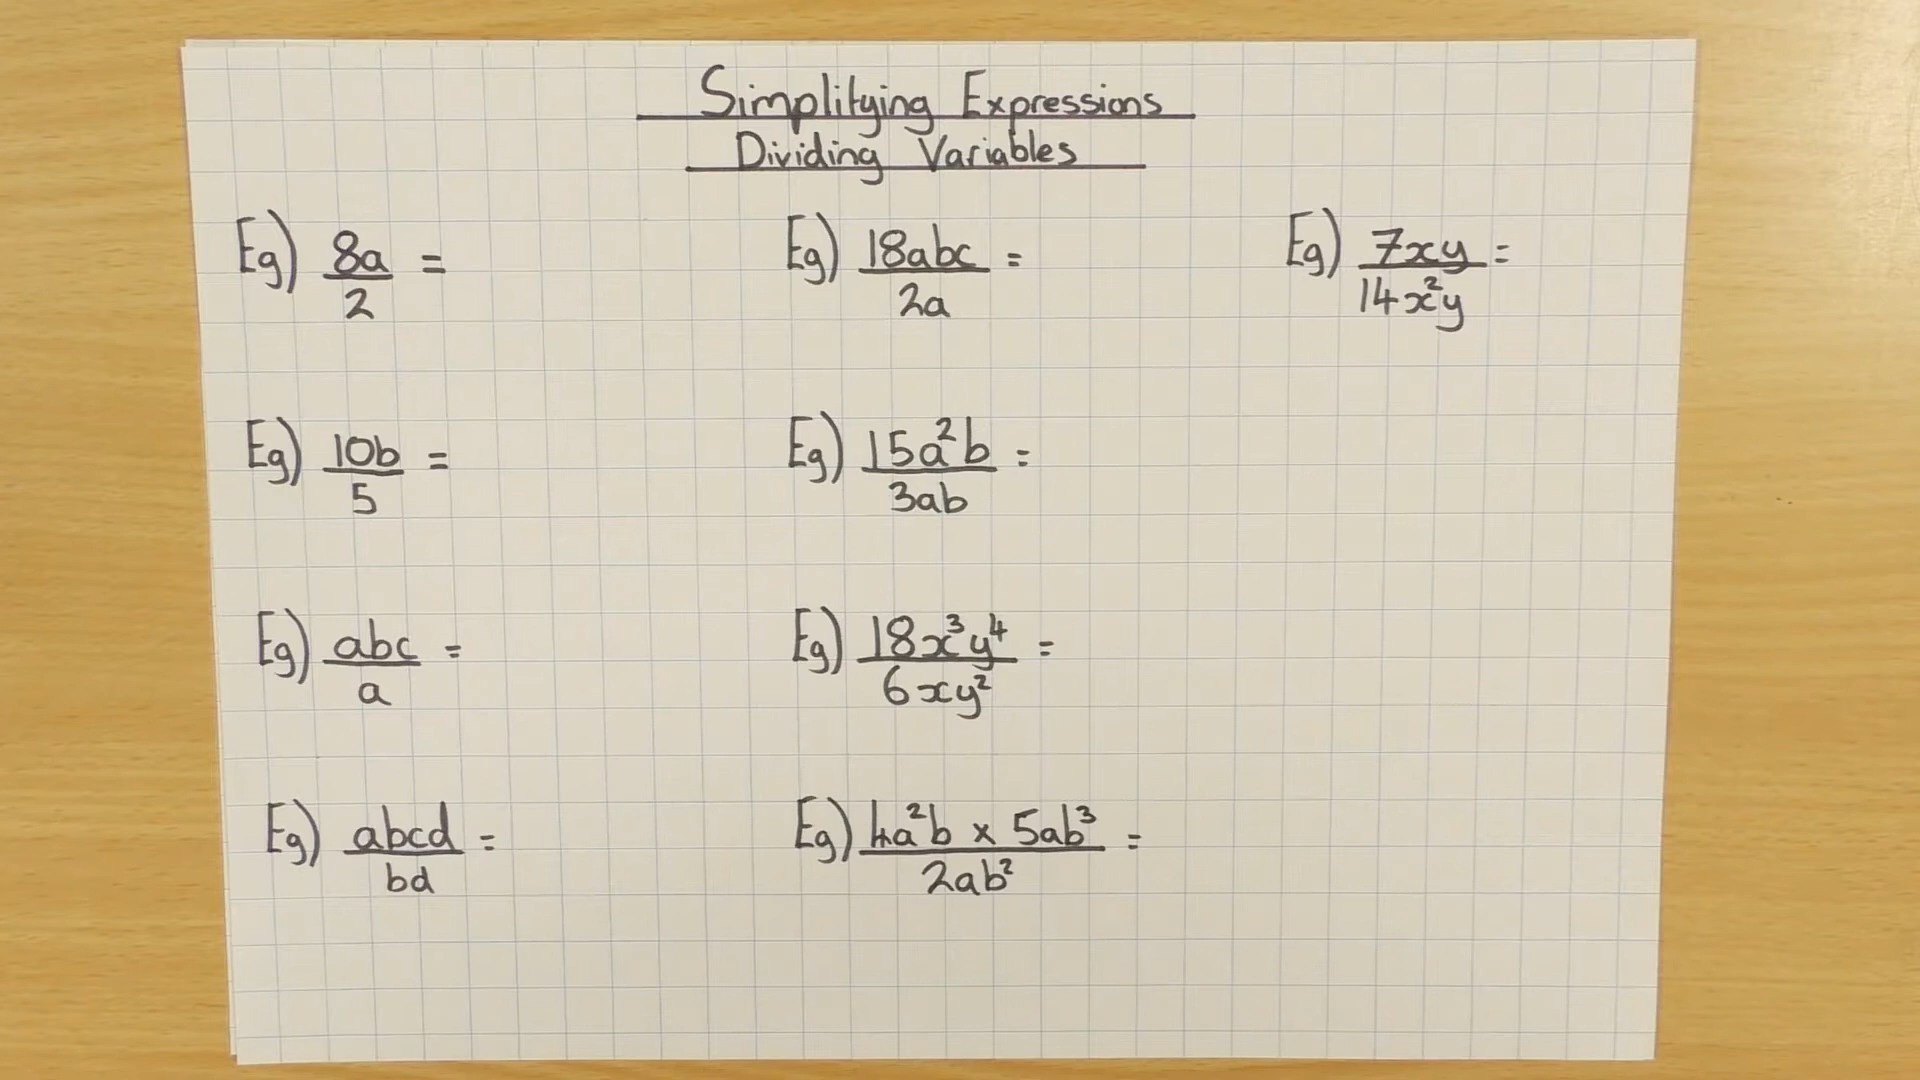 Simplifying Expressions
Dividing Variables
Eg) 8a/2 =
Eg) 10b/5 =
Eg) abc/a =
Eg) abcd/bd =
Eg) 18abc/2a =
Eg) 15a²b/3ab =
Eg) 18x³y⁴/6xy² =
Eg) 4a²b × 5ab³/2ab² =
Eg) 7xy/14x²y =